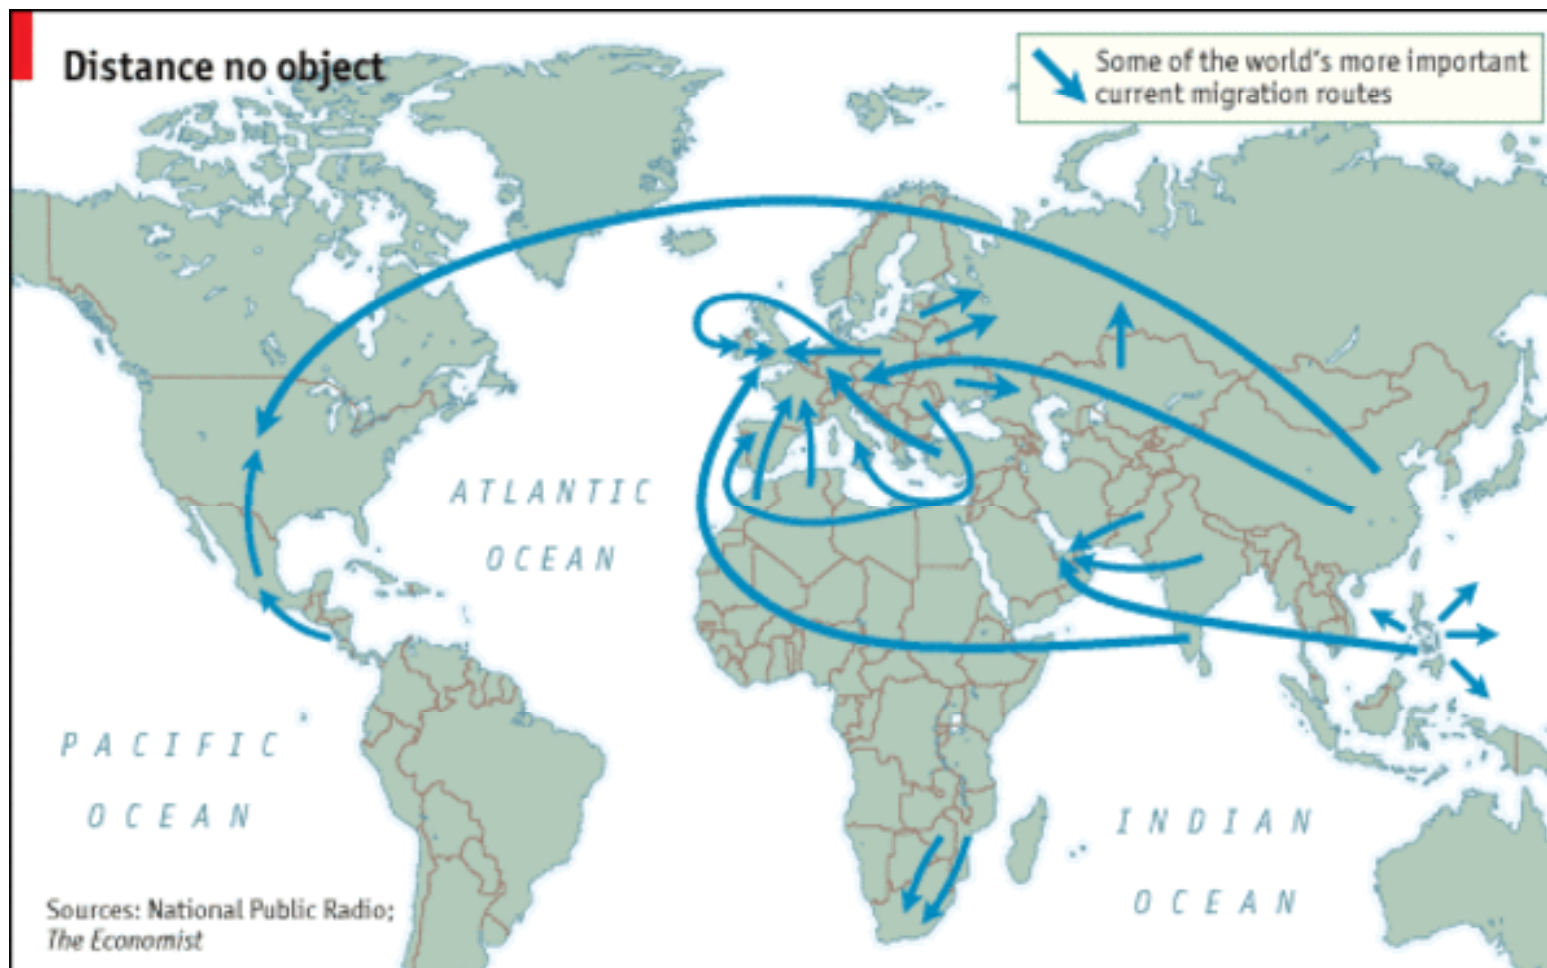 Distance no object
Some of the world's more important
current migration routes
ATLANTIC
OCEAN
PACIFIC
OCEAN
INDIAN
OCEAN
Sources: National Public Radio;
The Economist